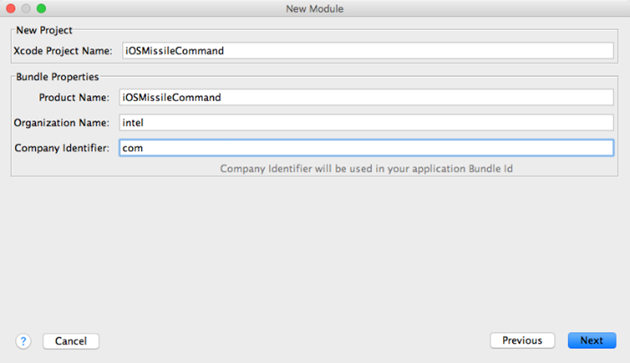 New Module
New Project
Xcode Project Name: iOSMissileCommand
Bundle Properties
Product Name: iOSMissileCommand
Organization Name: intel
Company Identifier: com
Company Identifier will be used in your application Bundle Id
? Cancel Previous Next